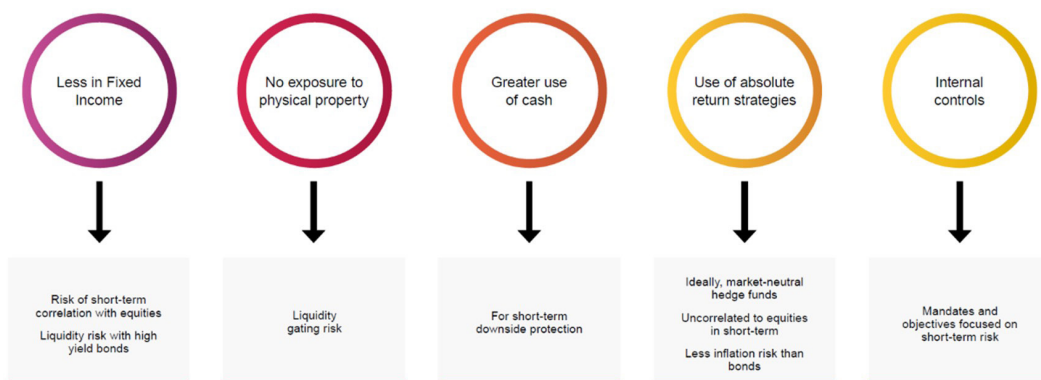 Less in Fixed
Income
No exposure to
physical property
Greater use
of cash
Use of absolute
return strategies
Internal
controls
Risk of short-term
correlation with equities
Liquidity risk with high
yield bonds
Liquidity
gating risk
For short-term
downside protection
Ideally, market-neutral
hedge funds
Uncorrelated to equities
in short-term
Less inflation risk than
bonds
Mandates and
objectives focused on
short-term risk